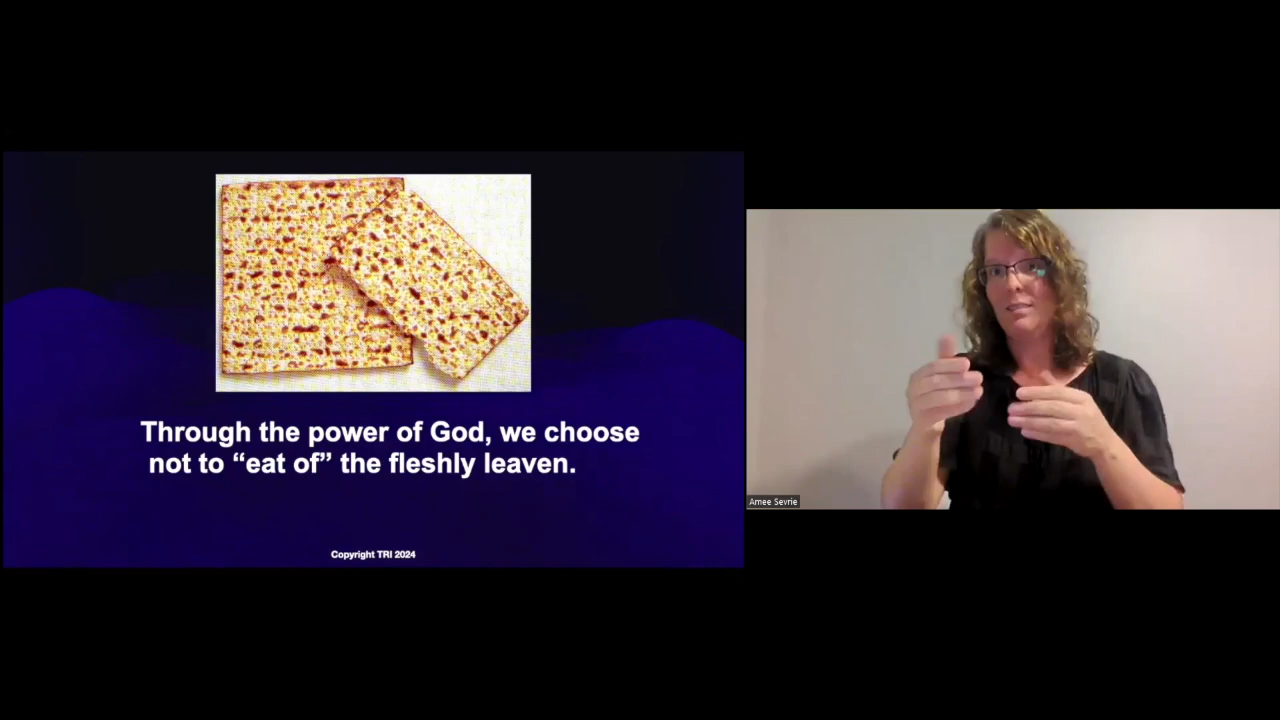 Through the power of God, we choose
not to “eat of” the fleshly leaven.
Copyright TRI 2024
Amee Sevrie